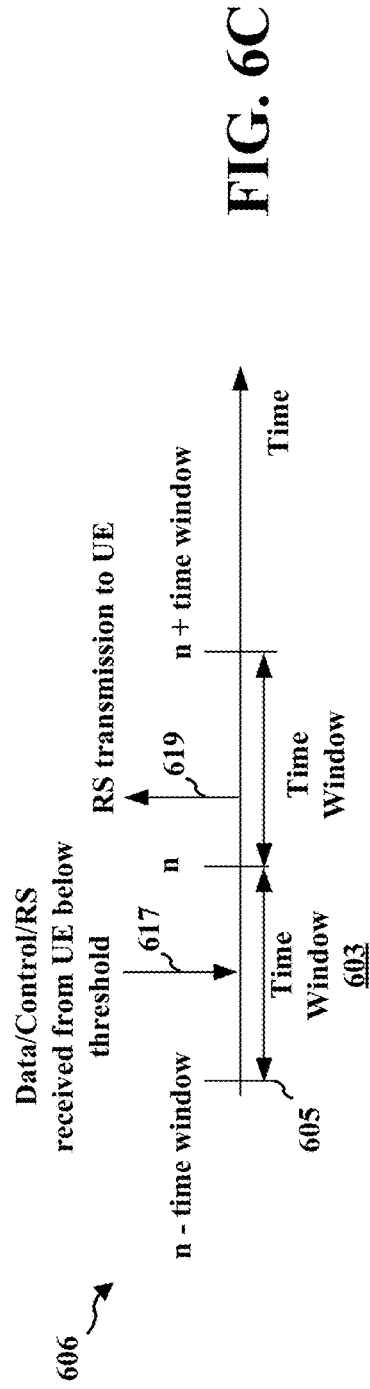 606
Data/Control/RS
received from UE below
threshold
RS transmission to UE
617
619
n - time window
n
n + time window
Time
605
Time
Window
603
Time
Window
FIG. 6C